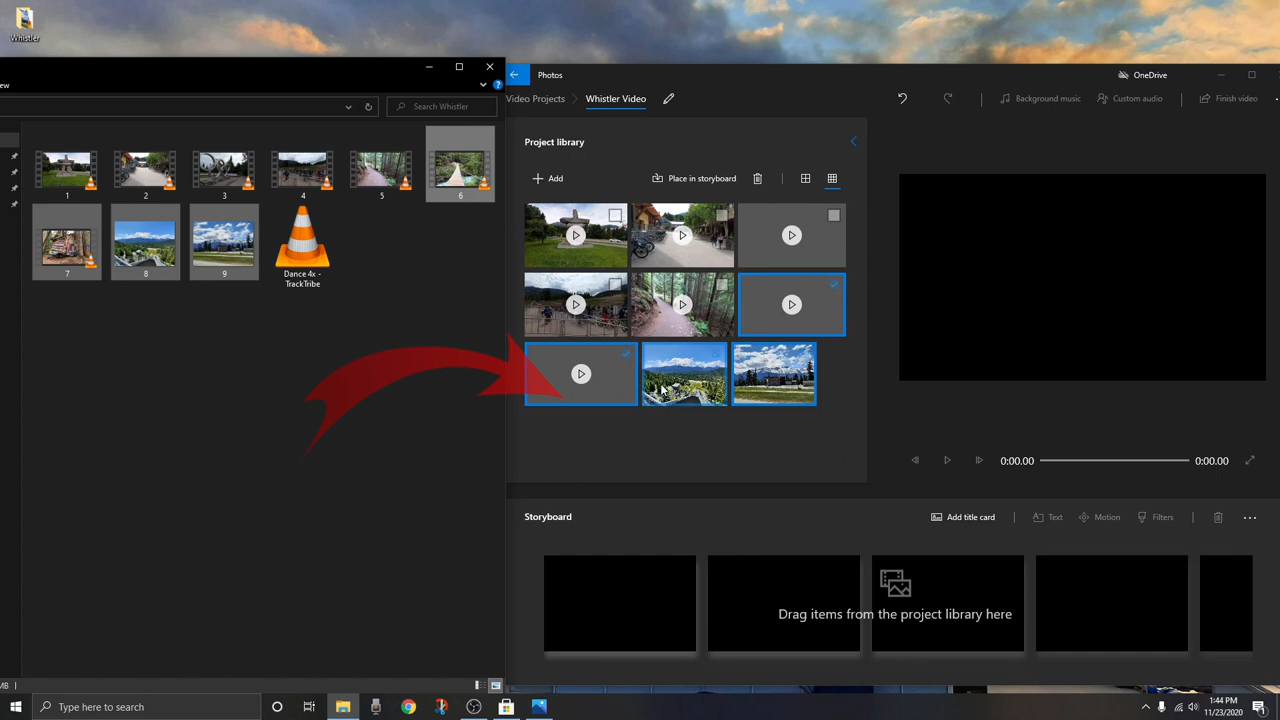 Whistler
ew
Search Whistler
1
2
3
4
5
6
7
8
9
Dance 4x -
TrackTribe
MB
Photos
OneDrive
Video Projects
Whistler Video
Background music
Custom audio
Finish video
Project library
Add
Place in storyboard
0:00.00
0:00.00
Storyboard
Add title card
Text
Motion
Filters
Drag items from the project library here
Type here to search
1:44 PM
11/23/2020
1